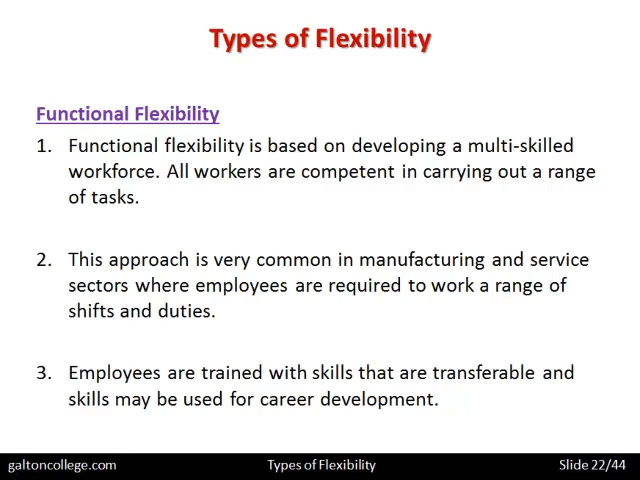 Types of Flexibility
Functional Flexibility
1. Functional flexibility is based on developing a multi-skilled
workforce. All workers are competent in carrying out a range
of tasks.
2. This approach is very common in manufacturing and service
sectors where employees are required to work a range of
shifts and duties.
3. Employees are trained with skills that are transferable and
skills may be used for career development.
galtoncollege.com Types of Flexibility Slide 22/44